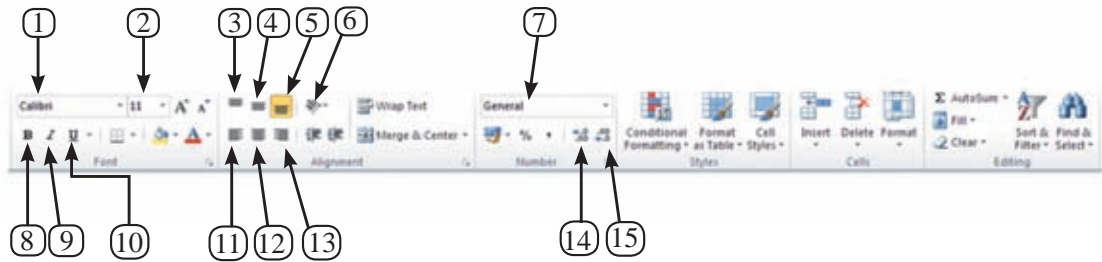 1 2 3 4 5 6 7
Calibri 11 A A Wrap Text General Σ AutoSum
B I U A Merge & Center % , Conditional Formatting Format as Table Cell Styles Insert Delete Format Fill Clear Sort & Filter Find & Select
Font Alignment Number Styles Cells Editing
8 9 10 11 12 13 14 15